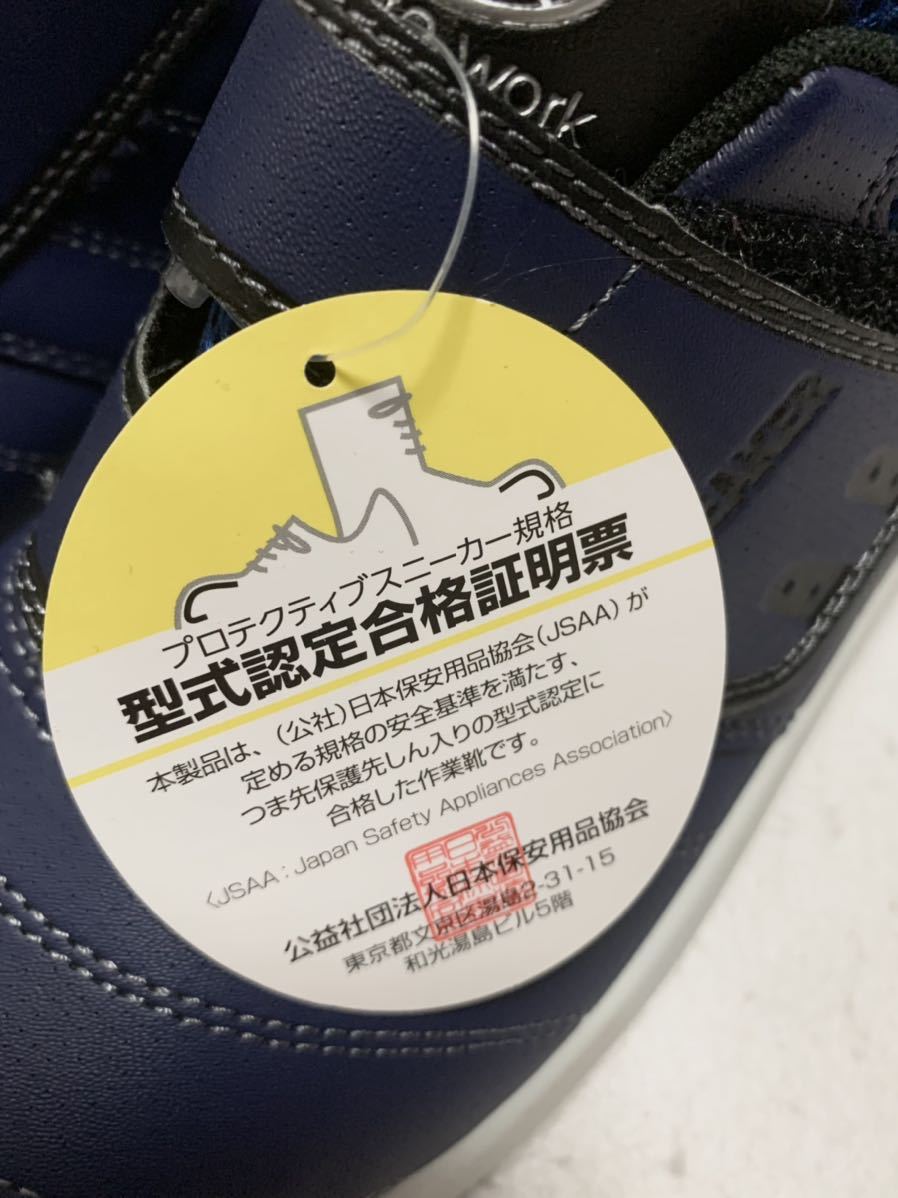 work
プロテクティブスニーカー規格
型式認定合格証明票
本製品は、(公社)日本保安用品協会(JSAA)が
定める規格の安全基準を満たす、
つま先保護先しん入りの型式認定に
合格した作業靴です。
〈JSAA : Japan Safety Appliances Association〉
公益社団法人日本保安用品協会
東京都文京区湯島2-31-15
和光湯島ビル5階